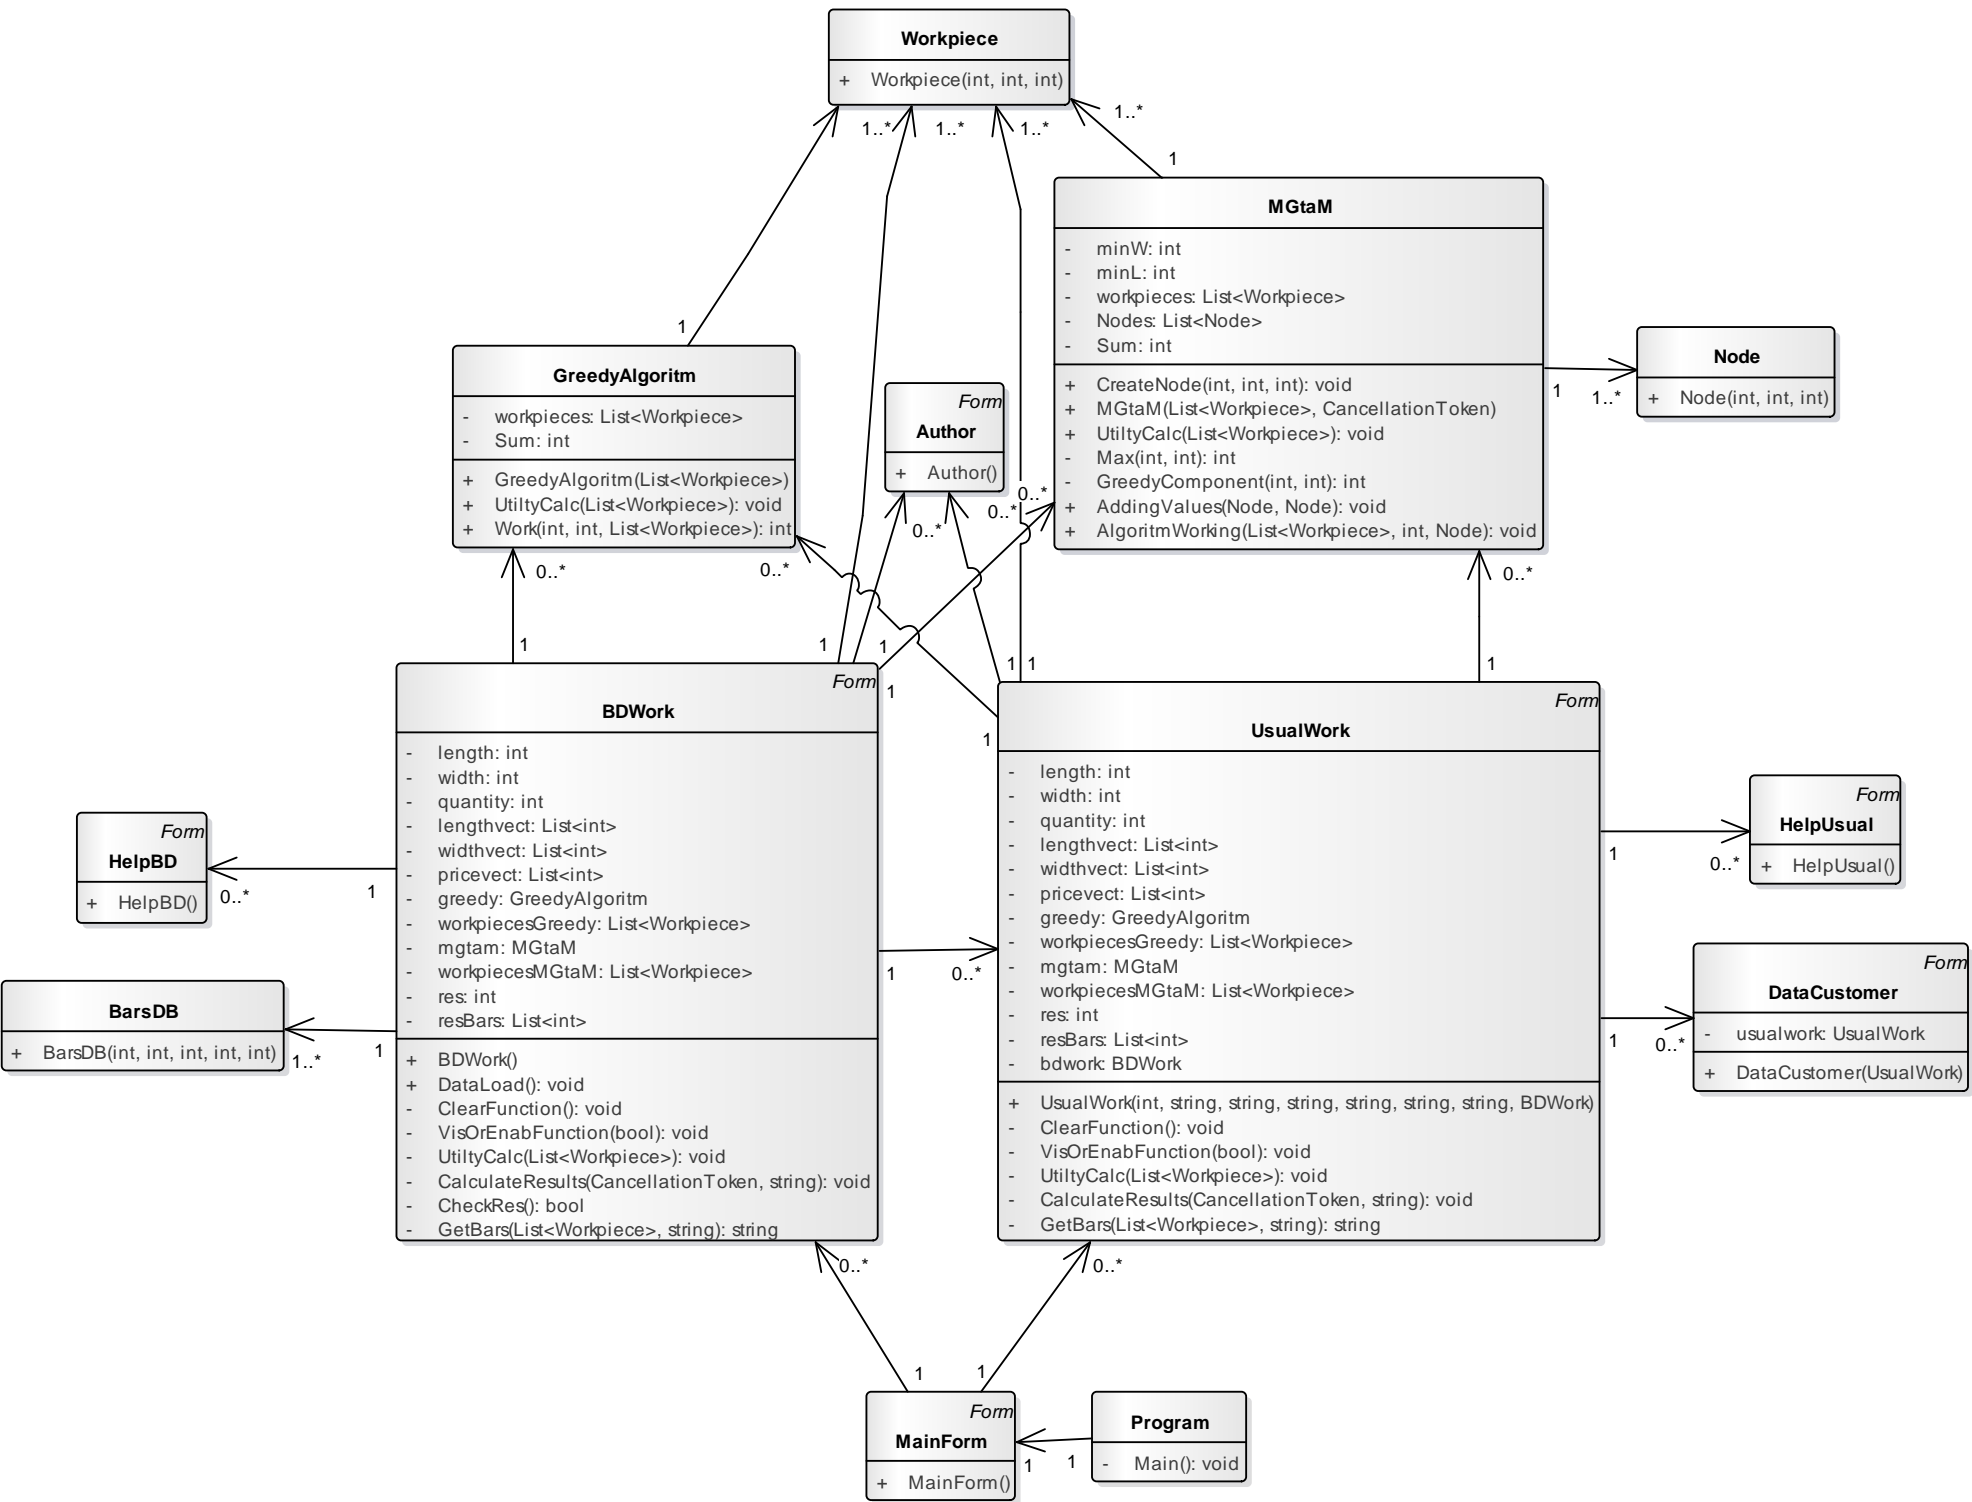 Workpiece
+ Workpiece(int, int, int)
1..*
1..*
1..*
1..*
1
MGtaM
- minW: int
- minL: int
- workpieces: List<Workpiece>
- Nodes: List<Node>
- Sum: int
+ CreateNode(int, int, int): void
+ MGtaM(List<Workpiece>, CancellationToken)
+ UtiltyCalc(List<Workpiece>): void
- Max(int, int): int
- GreedyComponent(int, int): int
+ AddingValues(Node, Node): void
+ AlgoritmWorking(List<Workpiece>, int, Node): void
1
1..*
Node
+ Node(int, int, int)
1
GreedyAlgoritm
- workpieces: List<Workpiece>
- Sum: int
+ GreedyAlgoritm(List<Workpiece>)
+ UtiltyCalc(List<Workpiece>): void
+ Work(int, int, List<Workpiece>): int
Form
Author
+ Author()
0..*
0..*
0..*
0..*
0..*
0..*
1
1
1
1
1
1
1
1
Form
BDWork
- length: int
- width: int
- quantity: int
- lengthvect: List<int>
- widthvect: List<int>
- pricevect: List<int>
- greedy: GreedyAlgoritm
- workpiecesGreedy: List<Workpiece>
- mgtam: MGtaM
- workpiecesMGtaM: List<Workpiece>
- res: int
- resBars: List<int>
+ BDWork()
+ DataLoad(): void
- ClearFunction(): void
- VisOrEnabFunction(bool): void
- UtiltyCalc(List<Workpiece>): void
- CalculateResults(CancellationToken, string): void
- CheckRes(): bool
- GetBars(List<Workpiece>, string): string
Form
UsualWork
- length: int
- width: int
- quantity: int
- lengthvect: List<int>
- widthvect: List<int>
- pricevect: List<int>
- greedy: GreedyAlgoritm
- workpiecesGreedy: List<Workpiece>
- mgtam: MGtaM
- workpiecesMGtaM: List<Workpiece>
- res: int
- resBars: List<int>
- bdwork: BDWork
+ UsualWork(int, string, string, string, string, string, string, BDWork)
- ClearFunction(): void
- VisOrEnabFunction(bool): void
- UtiltyCalc(List<Workpiece>): void
- CalculateResults(CancellationToken, string): void
- GetBars(List<Workpiece>, string): string
Form
HelpBD
+ HelpBD()
0..*
1
BarsDB
+ BarsDB(int, int, int, int, int)
1..*
1
1
0..*
Form
HelpUsual
+ HelpUsual()
1
0..*
Form
DataCustomer
- usualwork: UsualWork
+ DataCustomer(UsualWork)
1
0..*
0..*
0..*
1
1
Form
MainForm
+ MainForm()
1
1
Program
- Main(): void